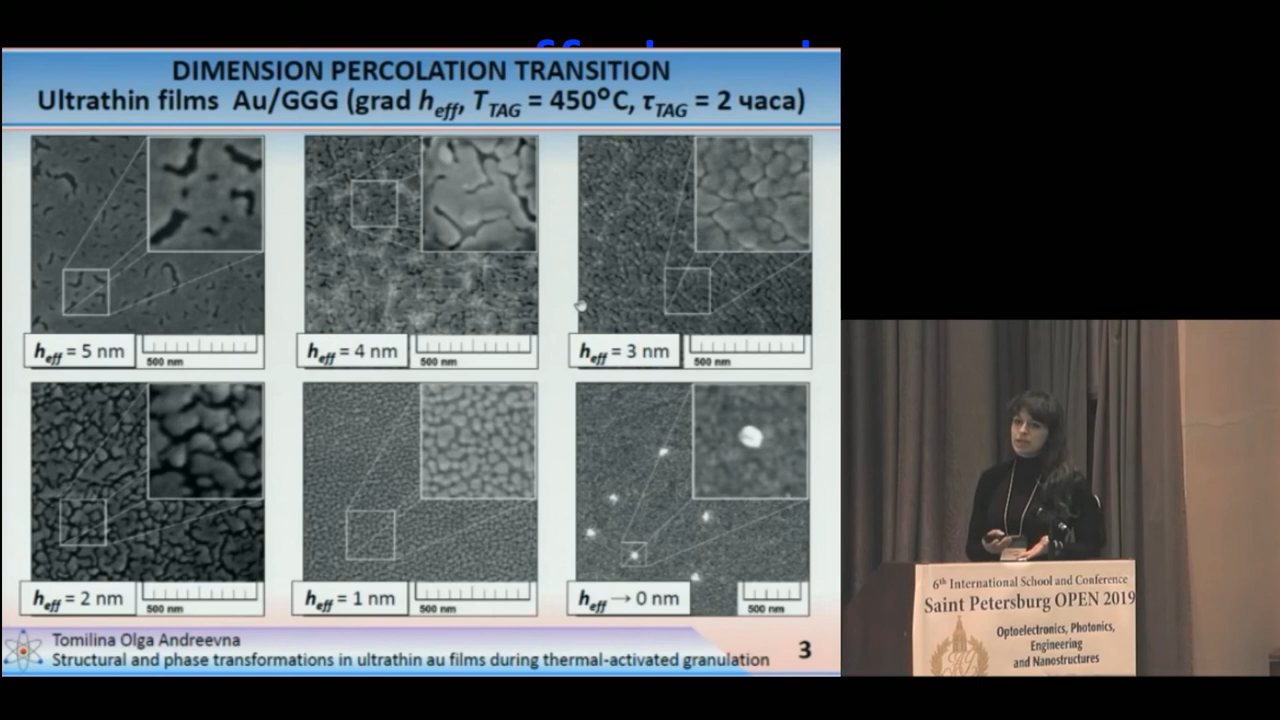 DIMENSION PERCOLATION TRANSITION
Ultrathin films Au/GGG (grad heff, TTAG = 450°C, τTAG = 2 часа)
heff = 5 nm
500 nm
heff = 4 nm
500 nm
heff = 3 nm
500 nm
heff = 2 nm
500 nm
heff = 1 nm
500 nm
heff → 0 nm
500 nm
Tomilina Olga Andreevna
Structural and phase transformations in ultrathin au films during thermal-activated granulation
3
6th International School and Conference
Saint Petersburg OPEN 2019
Optoelectronics, Photonics,
Engineering
and Nanostructures